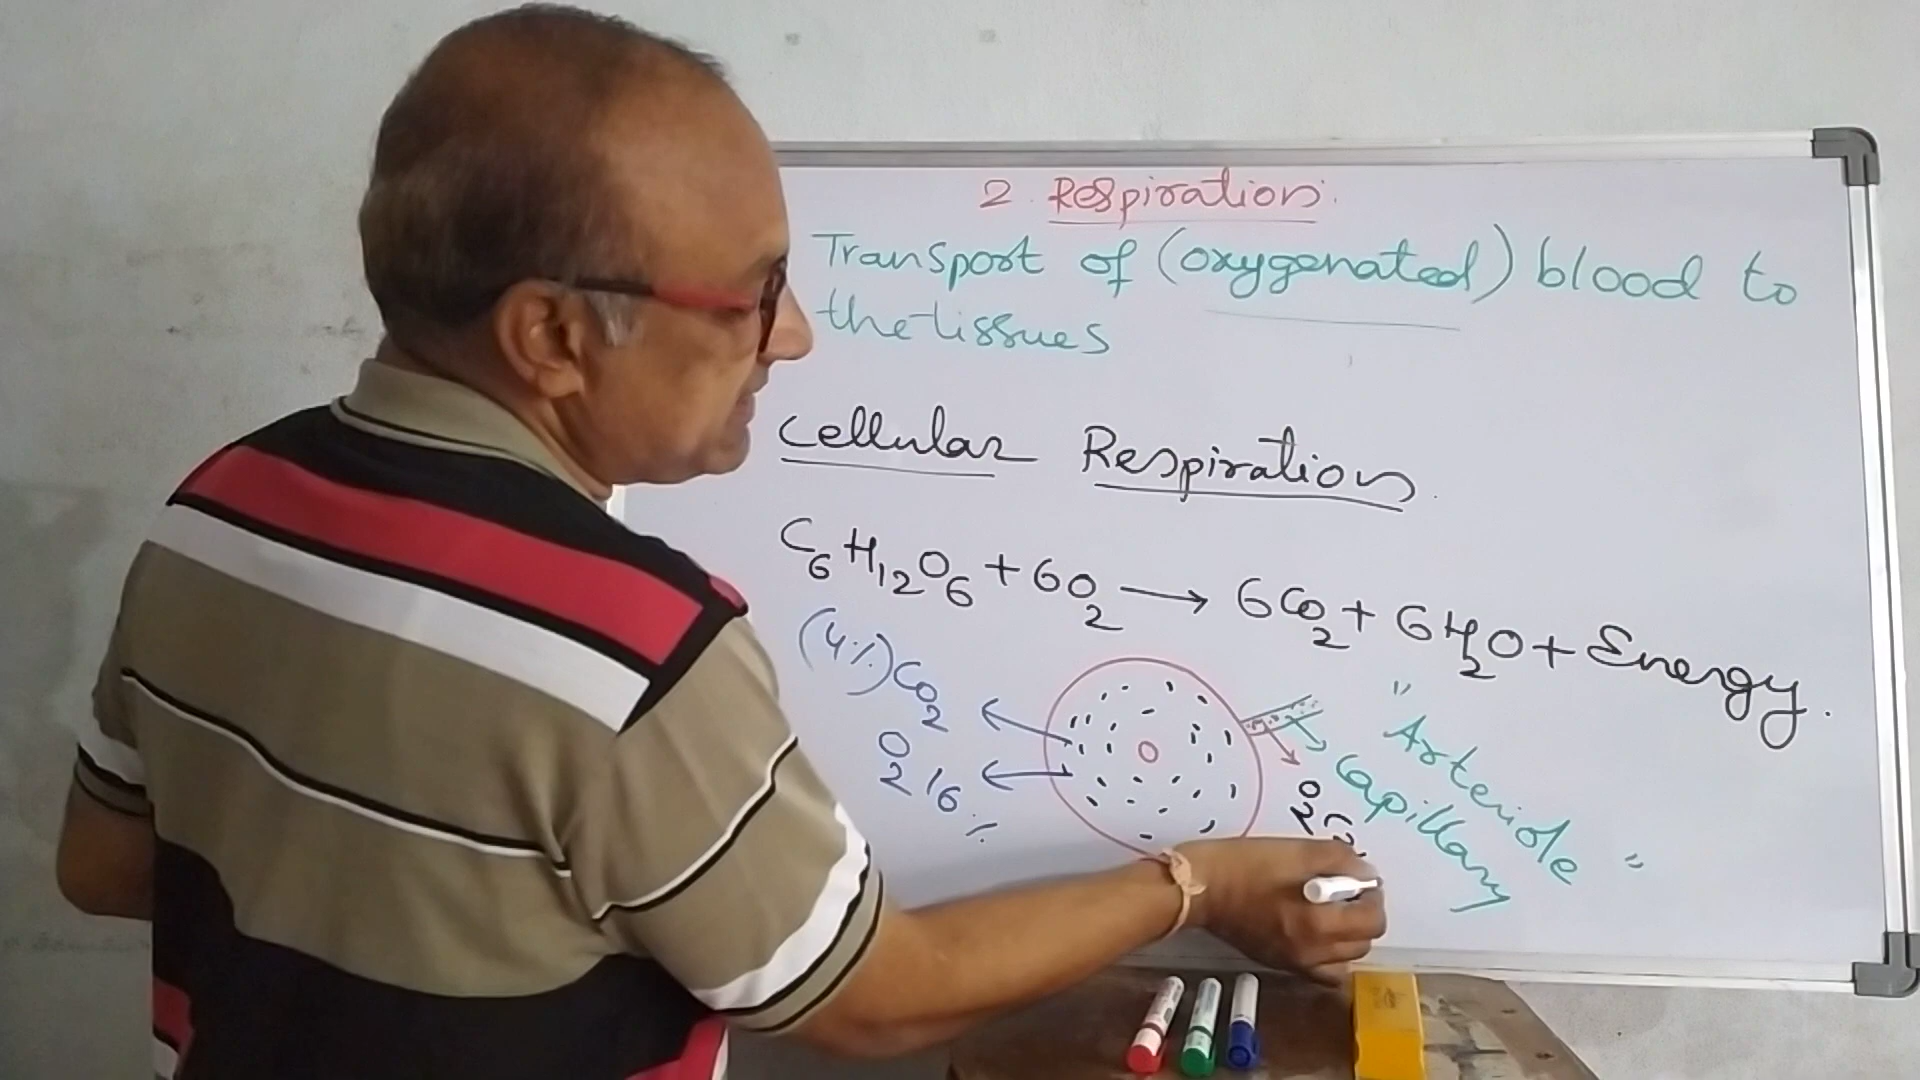 2. Respiration.
Transport of (oxygenated) blood to
the tissues
Cellular Respiration.
C6H12O6 + 6O2 → 6CO2 + 6H2O + Energy.
(4%) CO2
O2 16%
O2
"Arteriole"
Capillary